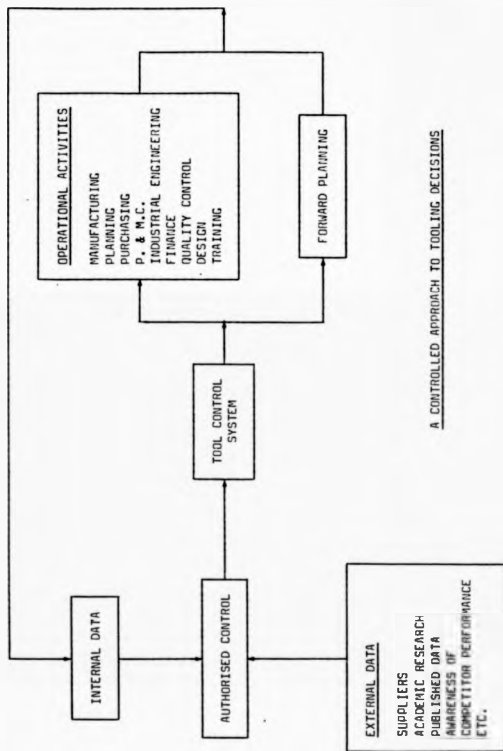 INTERNAL DATA
AUTHORISED CONTROL
EXTERNAL DATA
SUPPLIERS
ACADEMIC RESEARCH
PUBLISHED DATA
AWARENESS OF
COMPETITOR PERFORMANCE
ETC.
TOOL CONTROL
SYSTEM
OPERATIONAL ACTIVITIES
MANUFACTURING
PLANNING
PURCHASING
P. & M.C.
INDUSTRIAL ENGINEERING
FINANCE
QUALITY CONTROL
DESIGN
TRAINING
FORWARD PLANNING
A CONTROLLED APPROACH TO TOOLING DECISIONS